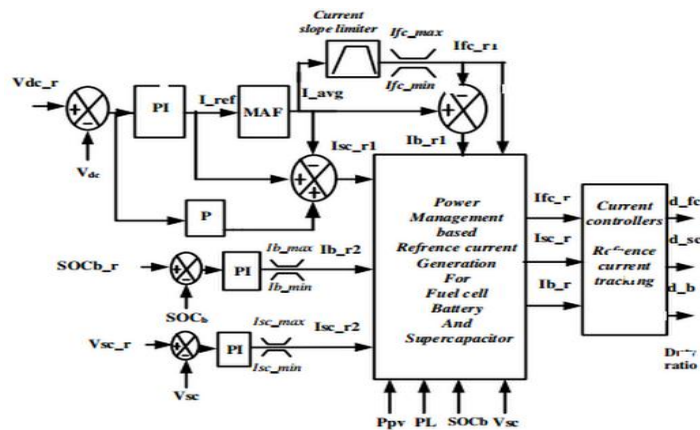 Current
slope limiter
Ifc_max
Ifc_r1
Ifc_min
Vdc_r
PI
I_ref
MAF
I_avg
Vdc
Isc_r1
Ib_r1
P
SOCb_r
PI
Ib_max
Ib_min
Ib_r2
SOCb
Vsc_r
PI
Isc_max
Isc_min
Isc_r2
Vsc
Power
Management
based
Refrence current
Generation
For
Fuel cell
Battery
And
Supercapacitor
Ifc_r
Isc_r
Ib_r
Current
controllers
current
tracking
d_fc
d_sc
d_b
ratio
Ppv
PL
SOCb
Vsc